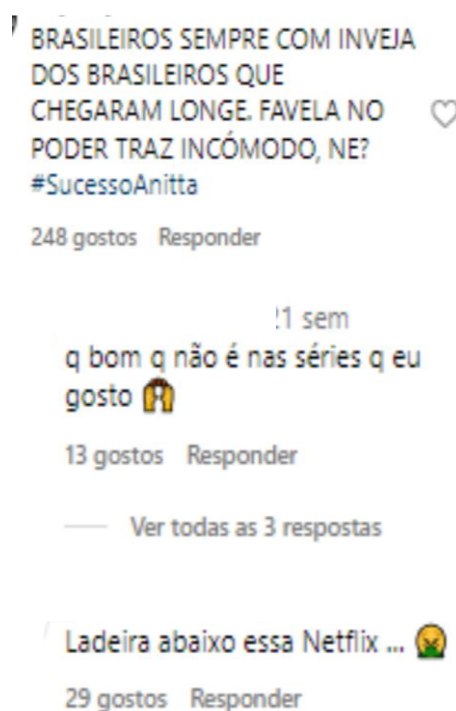 BRASILEIROS SEMPRE COM INVEJA
DOS BRASILEIROS QUE
CHEGARAM LONGE. FAVELA NO
PODER TRAZ INCÓMODO, NE?
#SucessoAnitta
248 gostos Responder
21 sem
q bom q não é nas séries q eu
gosto 🙌
13 gostos Responder
Ver todas as 3 respostas
Ladeira abaixo essa Netflix ... 🤮
29 gostos Responder